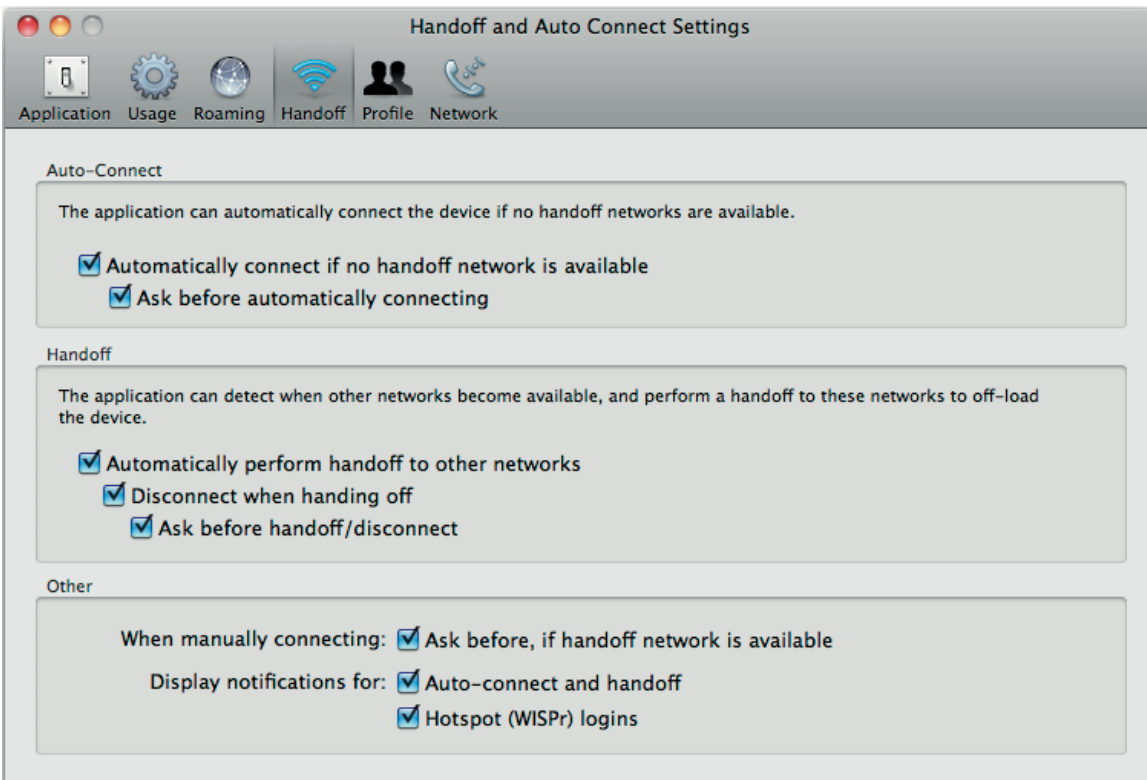 Handoff and Auto Connect Settings
Application Usage Roaming Handoff Profile Network
Auto-Connect
The application can automatically connect the device if no handoff networks are available.
Automatically connect if no handoff network is available
Ask before automatically connecting
Handoff
The application can detect when other networks become available, and perform a handoff to these networks to off-load
the device.
Automatically perform handoff to other networks
Disconnect when handing off
Ask before handoff/disconnect
Other
When manually connecting: Ask before, if handoff network is available
Display notifications for: Auto-connect and handoff
Hotspot (WISPr) logins